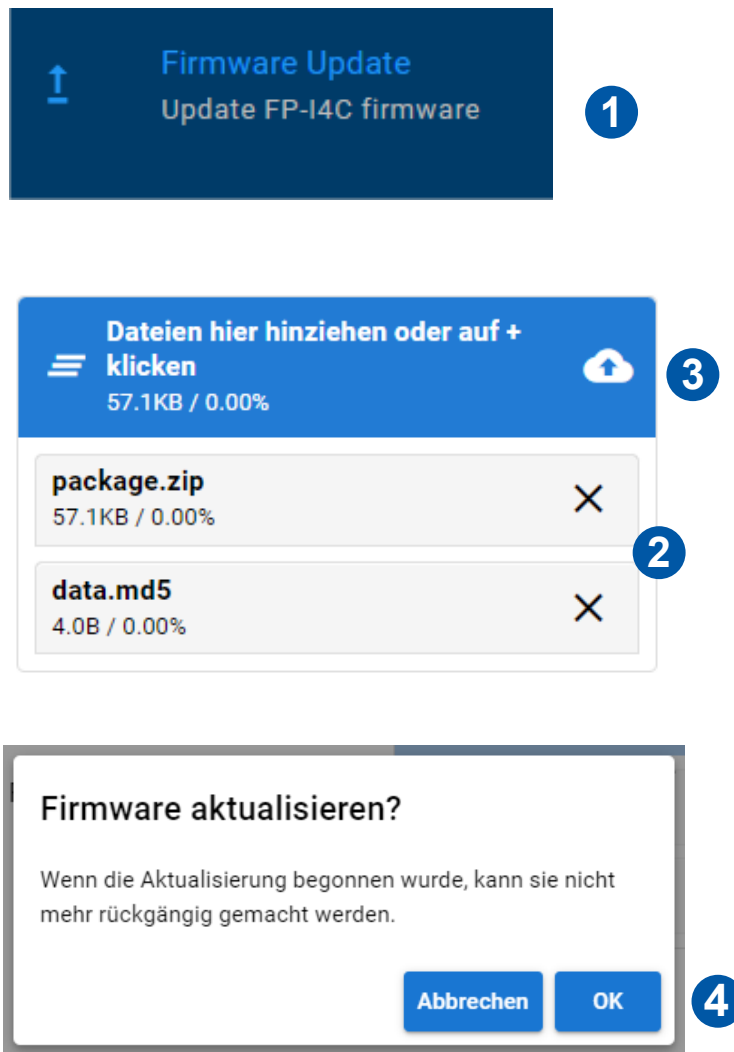 Firmware Update
Update FP-I4C firmware
1
Dateien hier hinziehen oder auf +
klicken
57.1KB / 0.00%
3
package.zip
57.1KB / 0.00%
2
data.md5
4.0B / 0.00%
Firmware aktualisieren?
Wenn die Aktualisierung begonnen wurde, kann sie nicht
mehr rückgängig gemacht werden.
Abbrechen OK
4